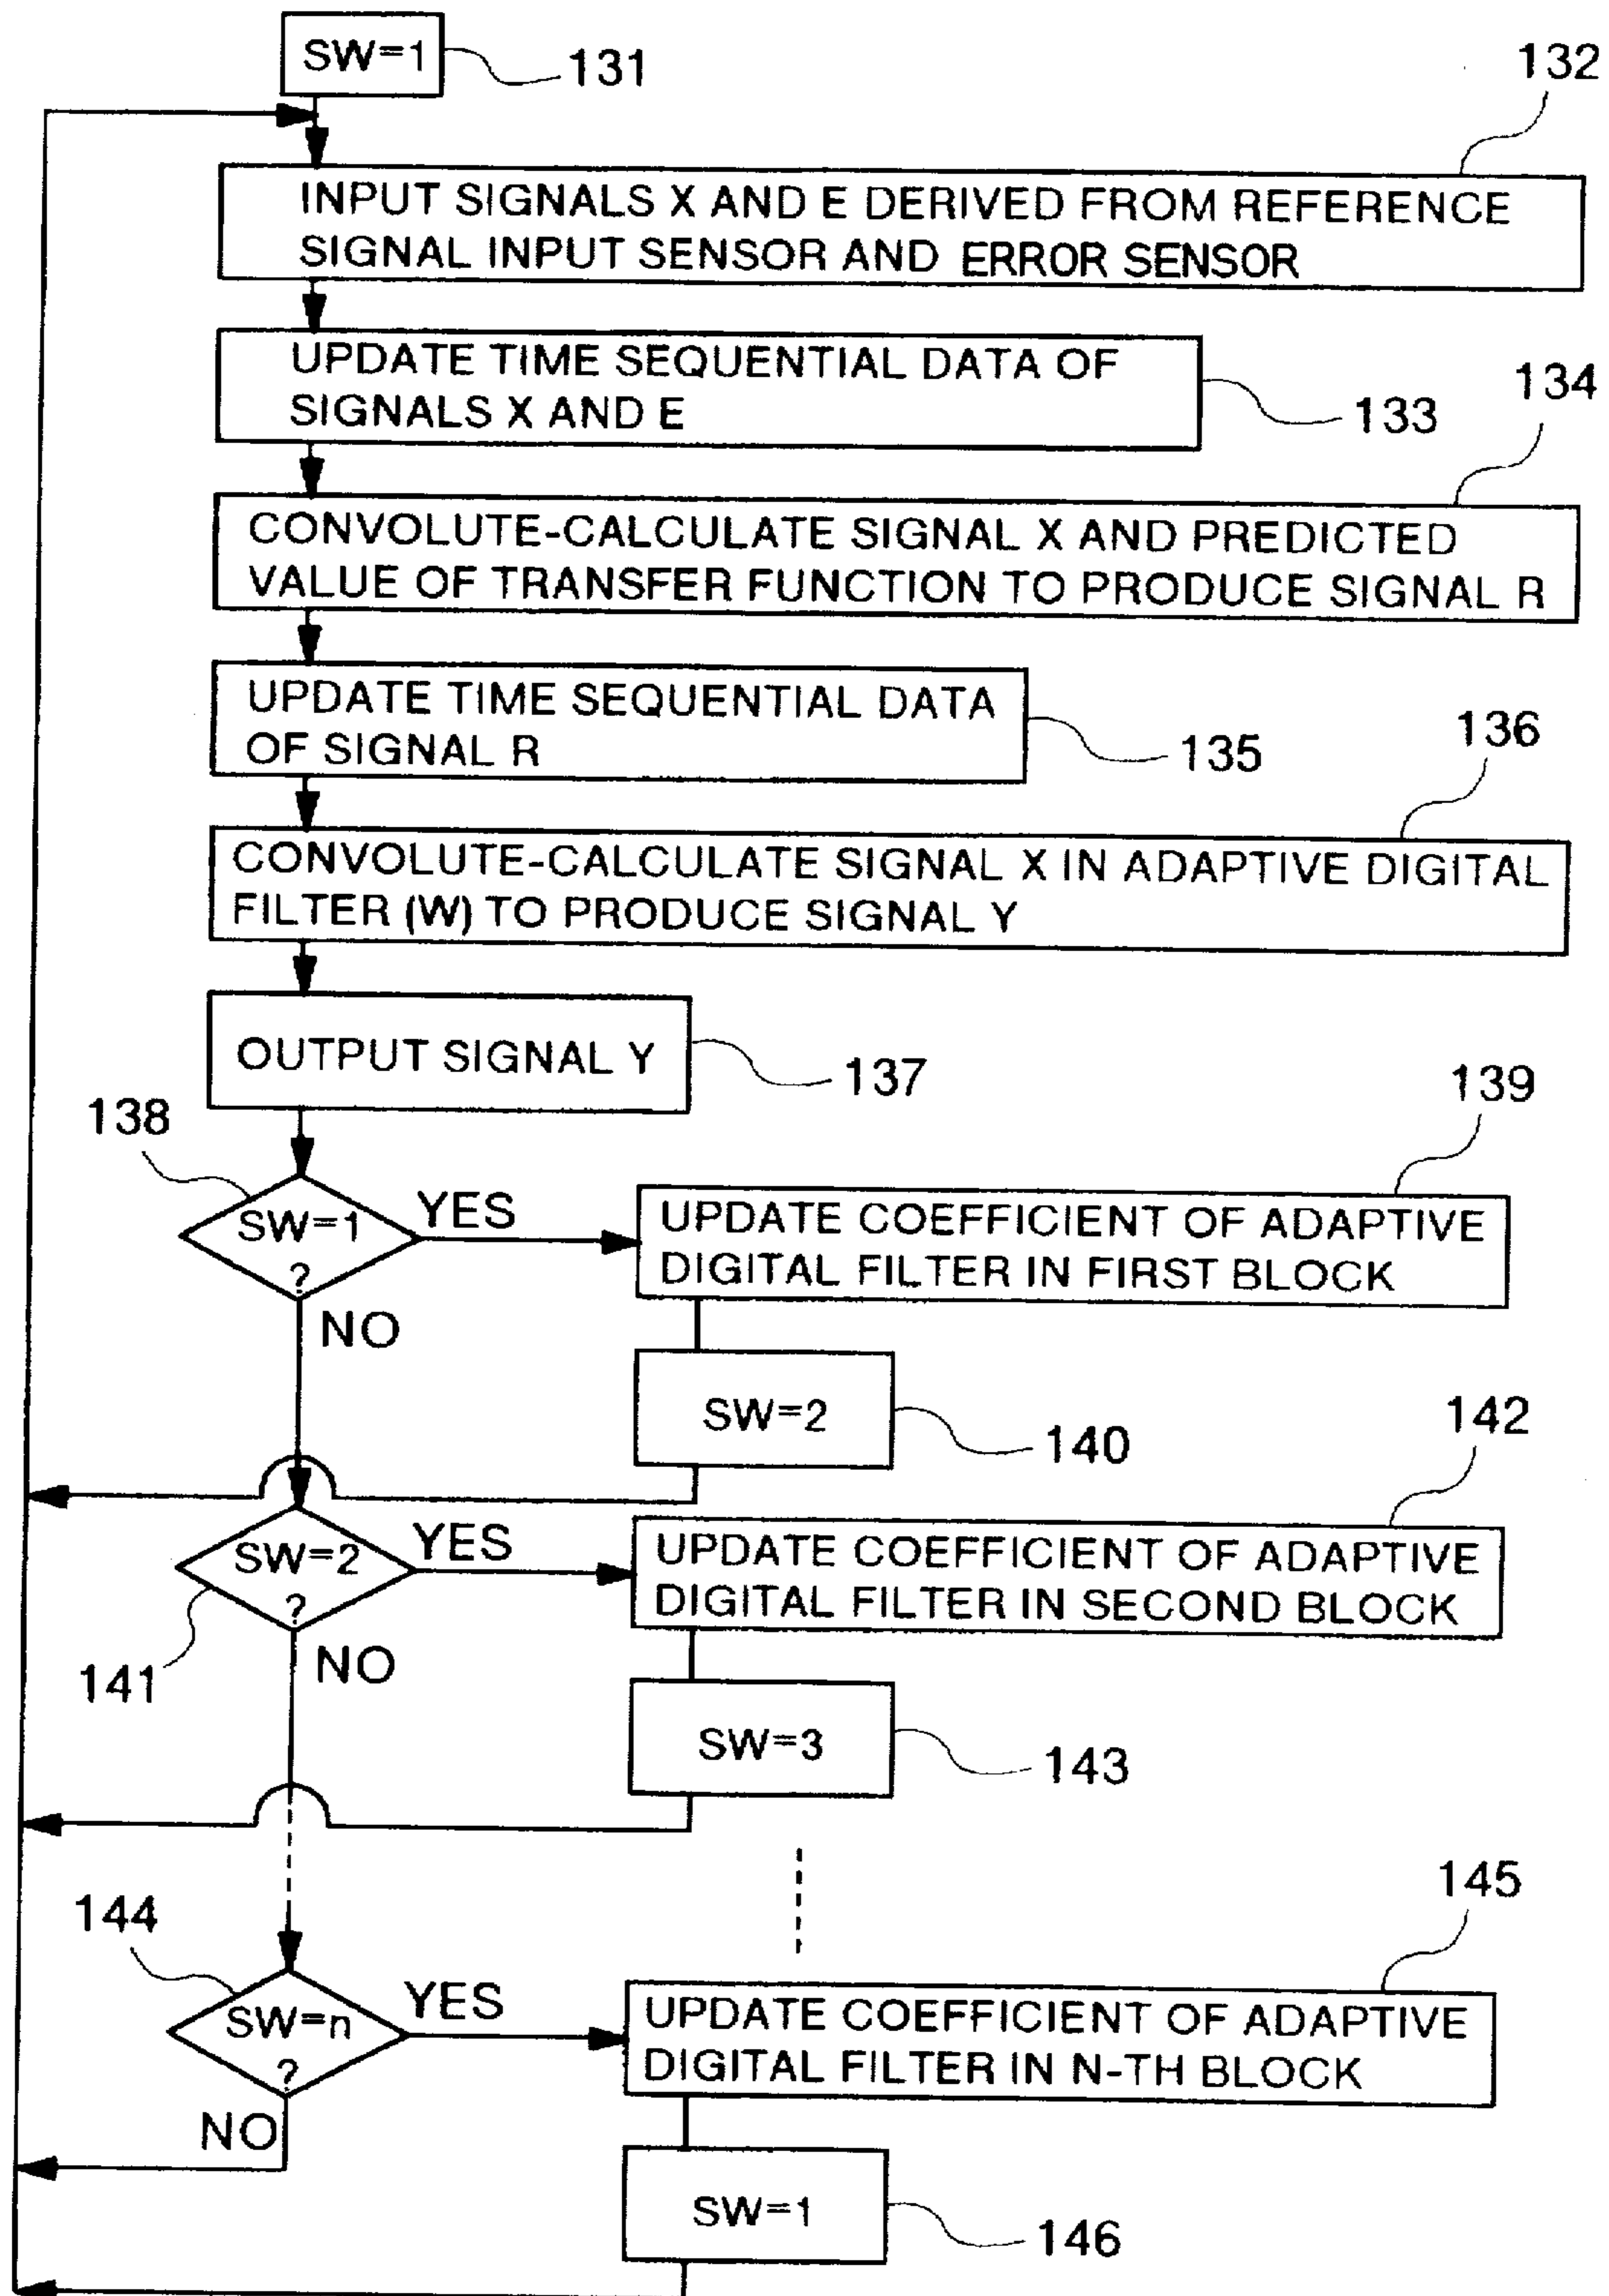 SW=1
131
132
INPUT SIGNALS X AND E DERIVED FROM REFERENCE
SIGNAL INPUT SENSOR AND ERROR SENSOR
UPDATE TIME SEQUENTIAL DATA OF
SIGNALS X AND E
133
134
CONVOLUTE-CALCULATE SIGNAL X AND PREDICTED
VALUE OF TRANSFER FUNCTION TO PRODUCE SIGNAL R
UPDATE TIME SEQUENTIAL DATA
OF SIGNAL R
135
136
CONVOLUTE-CALCULATE SIGNAL X IN ADAPTIVE DIGITAL
FILTER (W) TO PRODUCE SIGNAL Y
OUTPUT SIGNAL Y
137
138
SW=1
?
YES
NO
139
UPDATE COEFFICIENT OF ADAPTIVE
DIGITAL FILTER IN FIRST BLOCK
SW=2
140
141
SW=2
?
YES
NO
142
UPDATE COEFFICIENT OF ADAPTIVE
DIGITAL FILTER IN SECOND BLOCK
SW=3
143
144
SW=n
?
YES
NO
145
UPDATE COEFFICIENT OF ADAPTIVE
DIGITAL FILTER IN N-TH BLOCK
SW=1
146